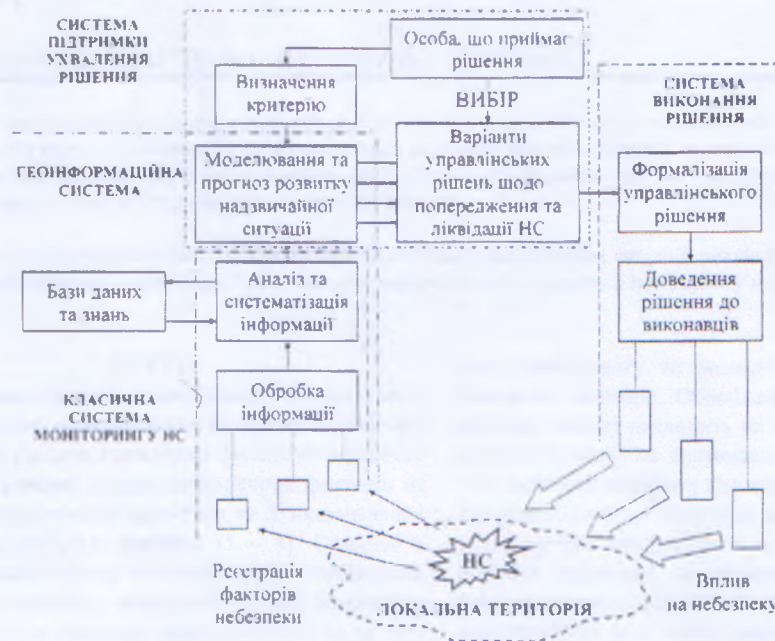 СИСТЕМА
ПІДТРИМКИ
УХВАЛЕННЯ
РІШЕННЯ
Особа, що приймає
рішення
Визначення
критерію
ВИБІР
СИСТЕМА
ВИКОНАННЯ
РІШЕННЯ
ГЕОІНФОРМАЦІЙНА
СИСТЕМА
Моделювання та
прогноз розвитку
надзвичайної
ситуації
Варіанти
управлінських
рішень щодо
попередження та
ліквідації НС
Формалізація
управлінського
рішення
Бази даних
та знань
Аналіз та
систематізація
інформації
Доведення
рішення до
виконавців
КЛАСИЧНА
СИСТЕМА
МОНІТОРИНГУ НС
Обробка
інформації
НС
Реєстрація
факторів
небезпеки
ЛОКАЛЬНА ТЕРИТОРІЯ
Вплив
на небезпеку